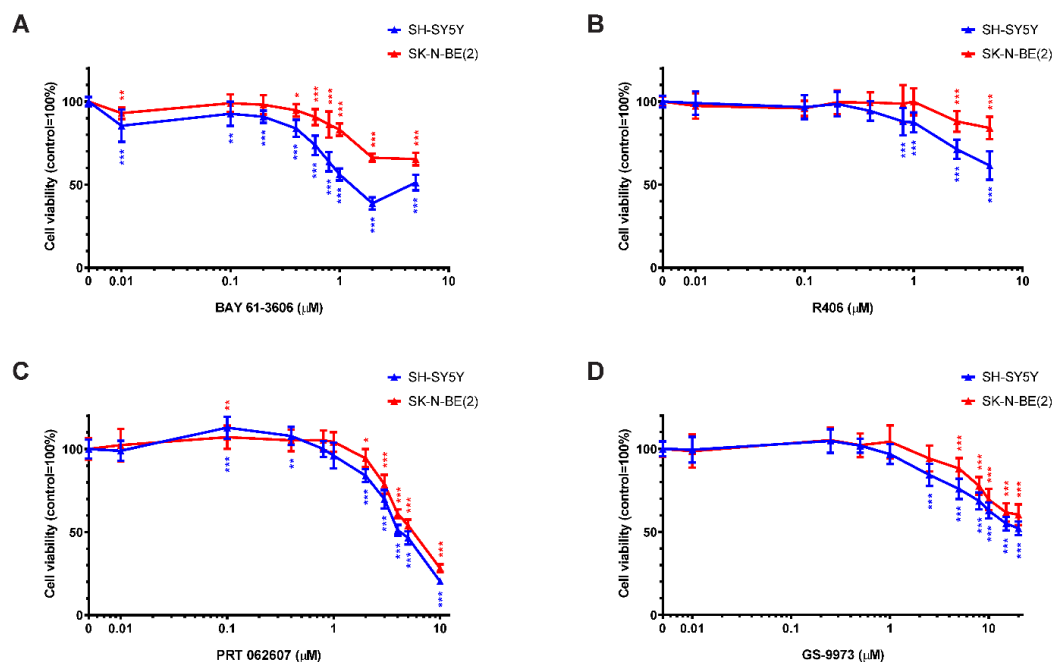 A
SH-SY5Y
SK-N-BE(2)
Cell viability (control=100%)
100
50
0
** * *** *** *** *** ***
*** ** *** *** *** *** *** *** ***
0 0.01 0.1 1 10
BAY 61-3606 (µM)
B
SH-SY5Y
SK-N-BE(2)
Cell viability (control=100%)
100
50
0
*** ***
*** *** *** ***
0 0.01 0.1 1 10
R406 (µM)
C
SH-SY5Y
SK-N-BE(2)
Cell viability (control=100%)
100
50
0
** * *** *** *** ***
*** ** *** *** *** *** ***
0 0.01 0.1 1 10
PRT 062607 (µM)
D
SH-SY5Y
SK-N-BE(2)
Cell viability (control=100%)
100
50
0
*** *** *** *** ***
*** *** *** *** *** ***
0 0.01 0.1 1 10
GS-9973 (µM)